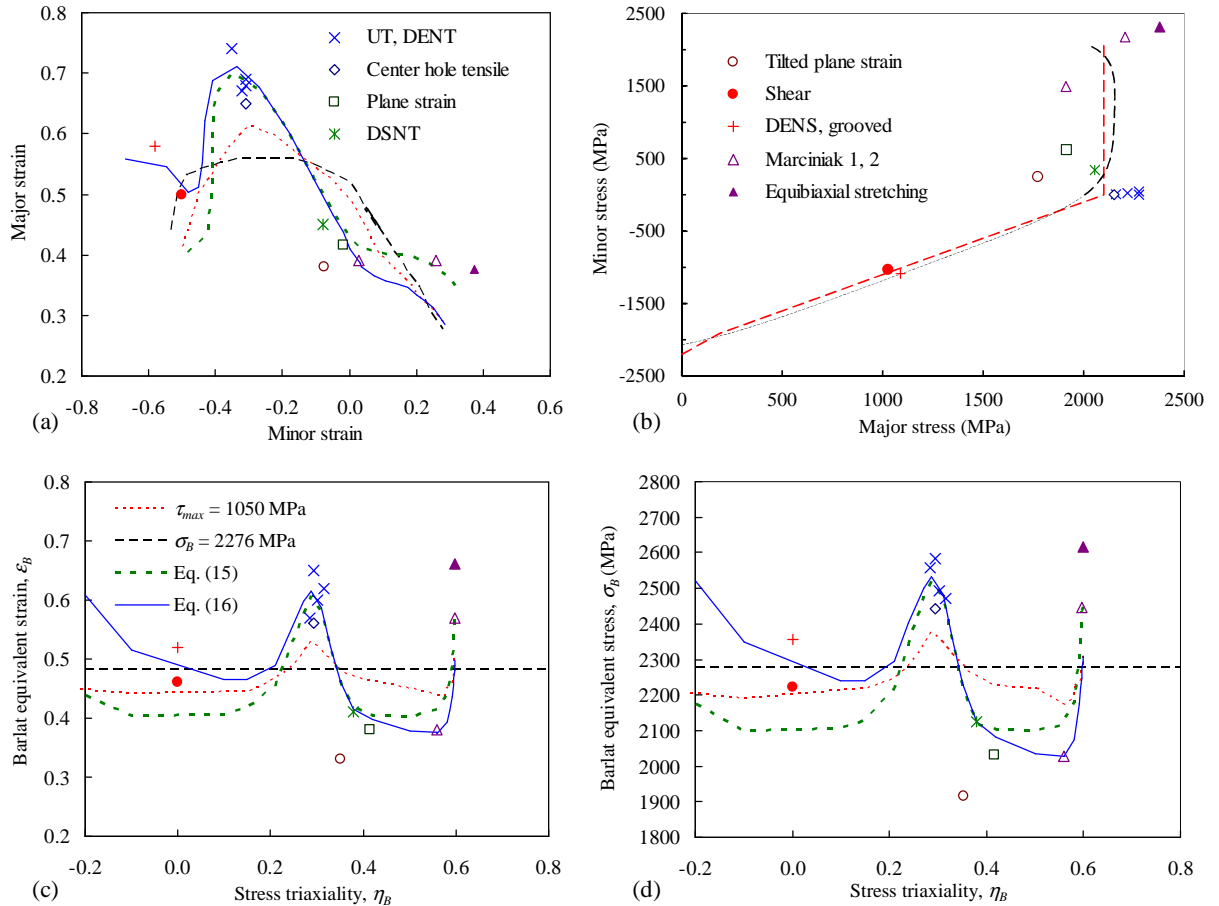 0.9
0.8
0.7
0.6
0.5
0.4
0.3
0.2
-0.8 -0.6 -0.4 -0.2 0.0 0.2 0.4 0.6
Major strain
Minor strain
UT, DENT
Center hole tensile
Plane strain
DSNT
(a)
2500
1500
500
-500
-1500
-2500
0 500 1000 1500 2000 2500
Minor stress (MPa)
Major stress (MPa)
Tilted plane strain
Shear
DENS, grooved
Marciniak 1, 2
Equibiaxial stretching
(b)
0.8
0.7
0.6
0.5
0.4
0.3
0.2
-0.2 0.0 0.2 0.4 0.6 0.8
Barlat equivalent strain, εB
Stress triaxiality, ηB
τmax = 1050 MPa
σB = 2276 MPa
Eq. (15)
Eq. (16)
(c)
2800
2700
2600
2500
2400
2300
2200
2100
2000
1900
1800
-0.2 0.0 0.2 0.4 0.6 0.8
Barlat equivalent stress, σB (MPa)
Stress triaxiality, ηB
(d)